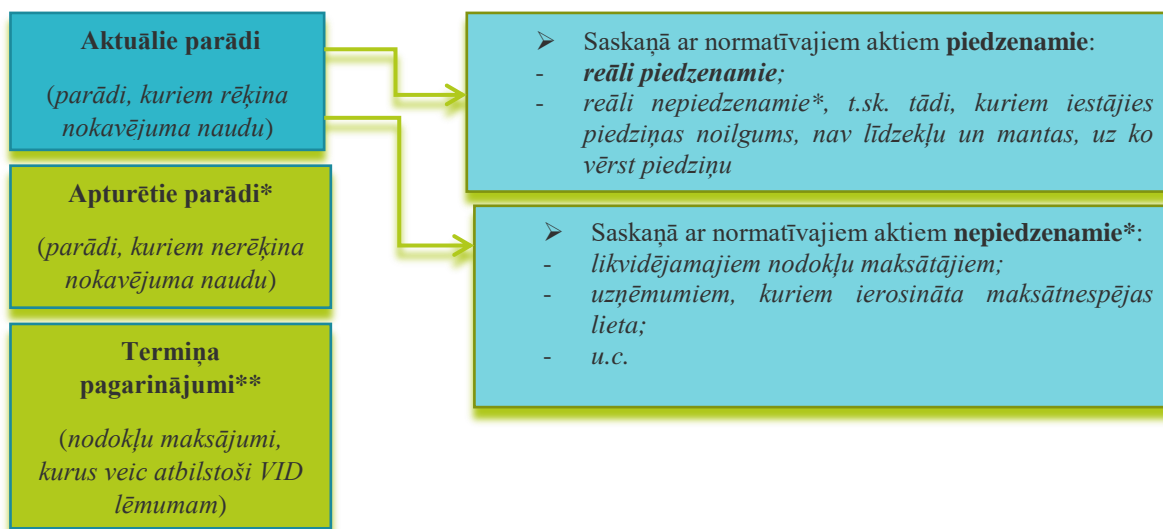 Aktuālie parādi
(parādi, kuriem rēķina
nokavējuma naudu)
Apturētie parādi*
(parādi, kuriem nerēķina
nokavējuma naudu)
Termiņa
pagarinājumi**
(nodokļu maksājumi,
kurus veic atbilstoši VID
lēmumam)
➢ Saskaņā ar normatīvajiem aktiem piedzenamie:
- reāli piedzenamie;
- reāli nepiedzenamie*, t.sk. tādi, kuriem iestājies
piedziņas noilgums, nav līdzekļu un mantas, uz ko
vērst piedziņu
➢ Saskaņā ar normatīvajiem aktiem nepiedzenamie*:
- likvidējamajiem nodokļu maksātājiem;
- uzņēmumiem, kuriem ierosināta maksātnespējas
lieta;
- u.c.